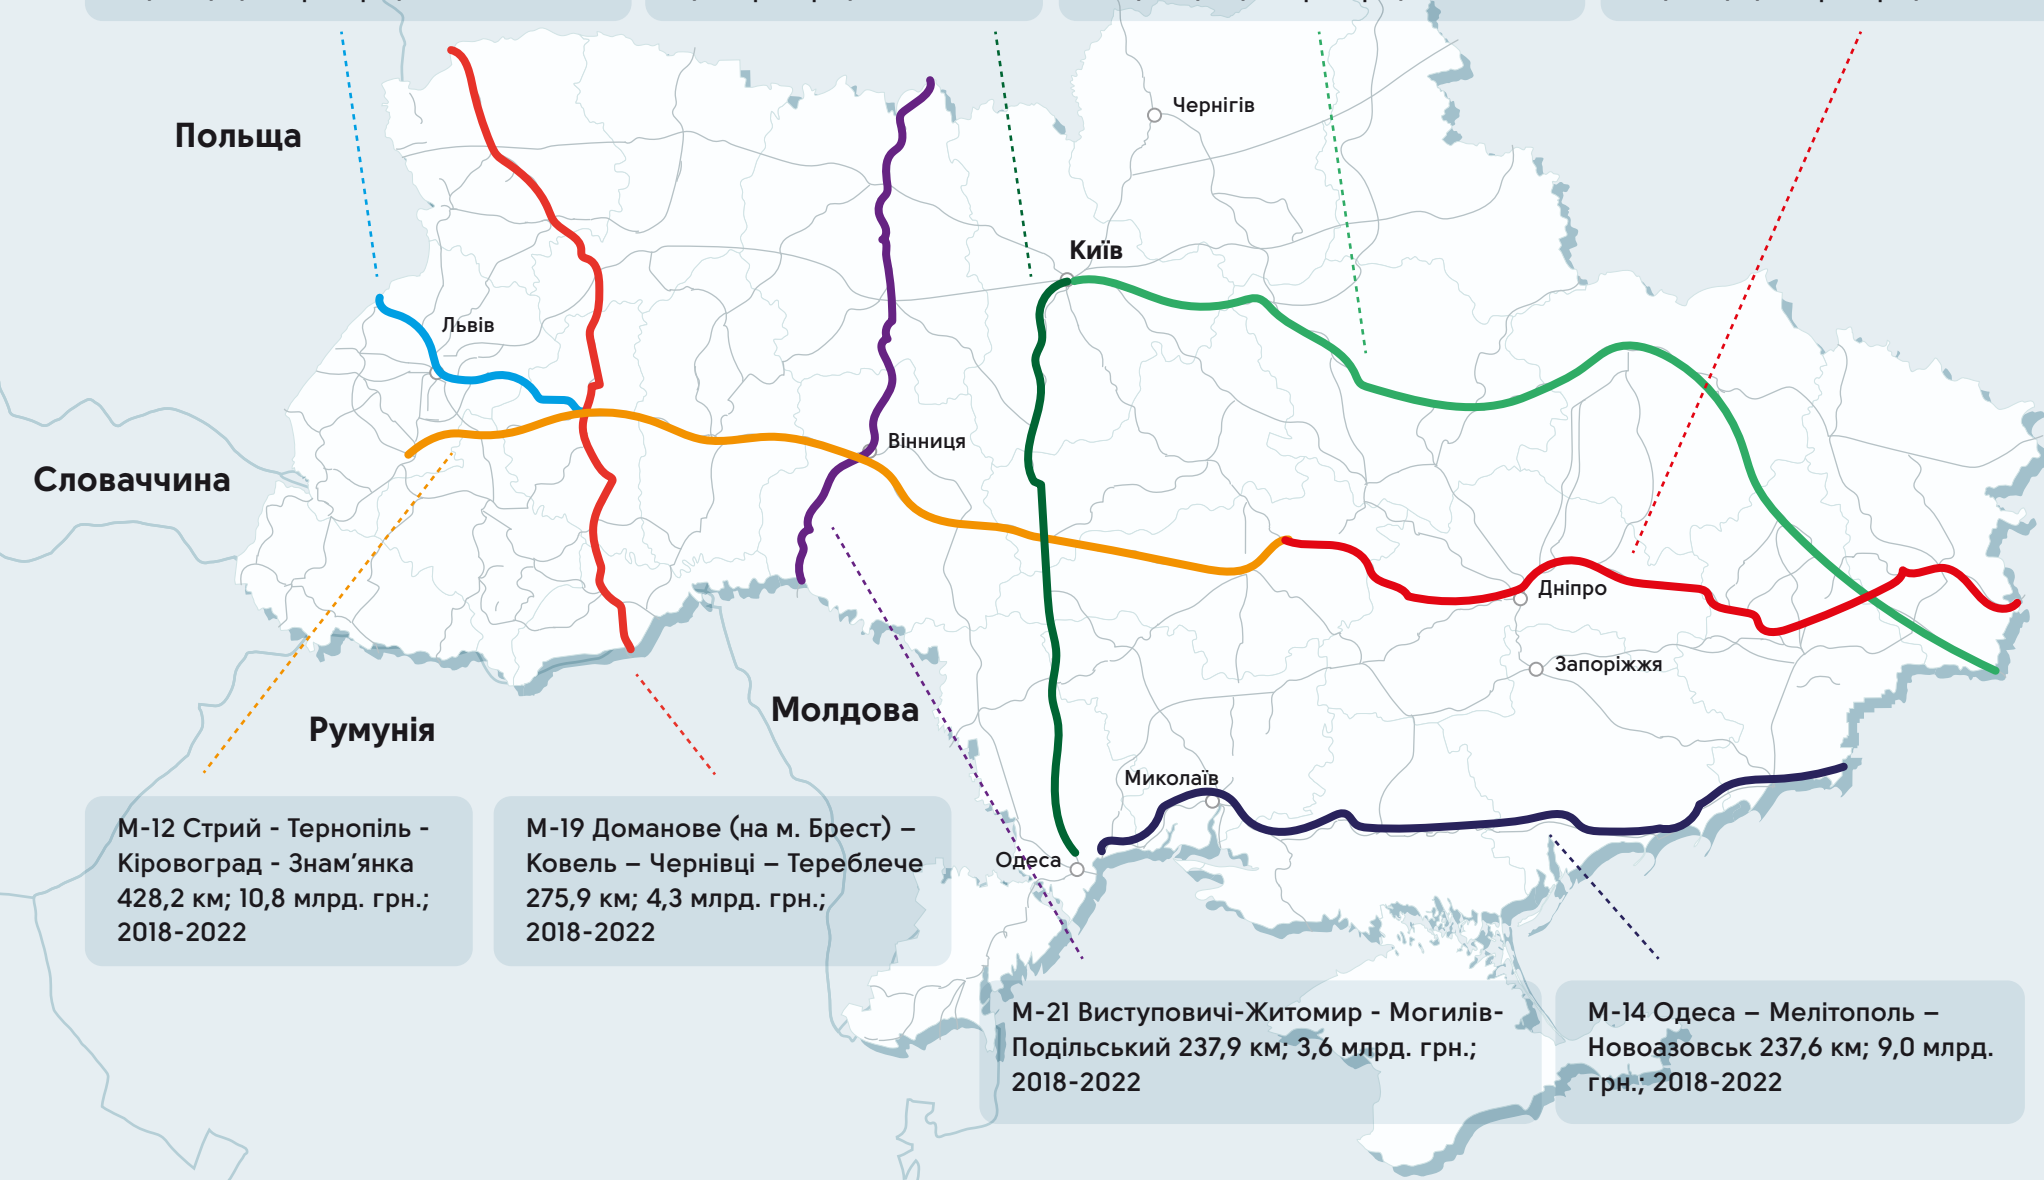 Чернігів
Польща
Київ
Львів
Вінниця
Словаччина
Дніпро
Запоріжжя
Молдова
Румунія
Миколаїв
Одеса
М-12 Стрий - Тернопіль -
Кіровоград - Знам’янка
428,2 км; 10,8 млрд. грн.;
2018-2022
М-19 Доманове (на м. Брест) –
Ковель – Чернівці – Тереблече
275,9 км; 4,3 млрд. грн.;
2018-2022
М-21 Виступовичі-Житомир - Могилів-
Подільський 237,9 км; 3,6 млрд. грн.;
2018-2022
М-14 Одеса – Мелітополь –
Новоазовськ 237,6 км; 9,0 млрд.
грн.; 2018-2022